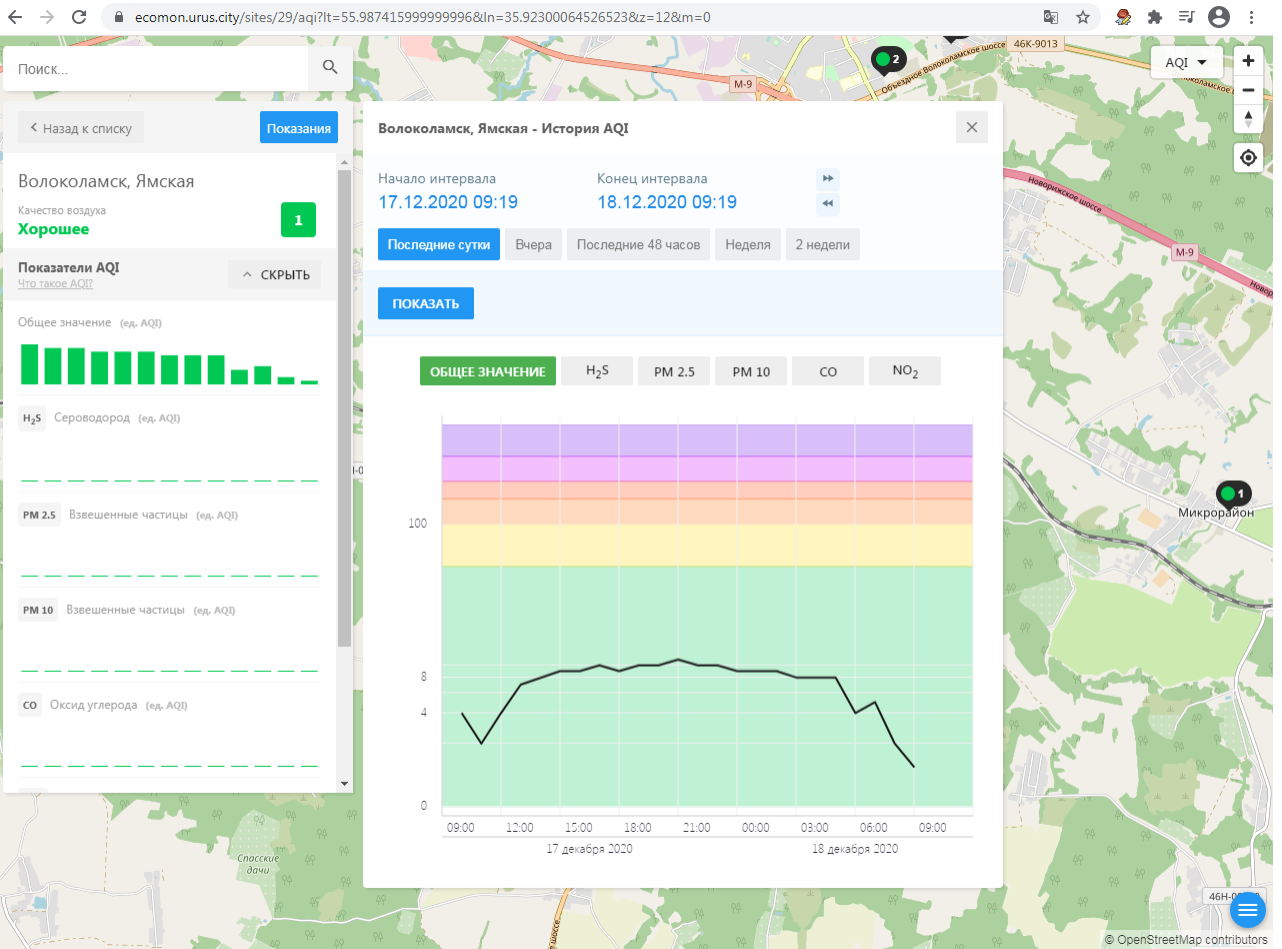 ecomon.urus.city/sites/29/aqi?lt=55.987415999999996&ln=35.92300064526523&z=12&m=0
Поиск...
Назад к списку
Показания
Волоколамск, Ямская
Качество воздуха
Хорошее
1
Показатели AQI
Что такое AQI?
СКРЫТЬ
Общее значение (ед. AQI)
H₂S Сероводород (ед. AQI)
PM 2.5 Взвешенные частицы (ед. AQI)
PM 10 Взвешенные частицы (ед. AQI)
CO Оксид углерода (ед. AQI)
Волоколамск, Ямская - История AQI
Начало интервала
17.12.2020 09:19
Конец интервала
18.12.2020 09:19
Последние сутки
Вчера
Последние 48 часов
Неделя
2 недели
ПОКАЗАТЬ
ОБЩЕЕ ЗНАЧЕНИЕ
H₂S
PM 2.5
PM 10
CO
NO₂
100
8
4
0
09:00 12:00 15:00 18:00 21:00 00:00 03:00 06:00 09:00
17 декабря 2020 18 декабря 2020
2
46К-9013
Объездное Волоколамское шоссе
М-9
AQI
Новорижское шоссе
М-9
1
Микрорайон
Спасские
дачи
© OpenStreetMap contributors